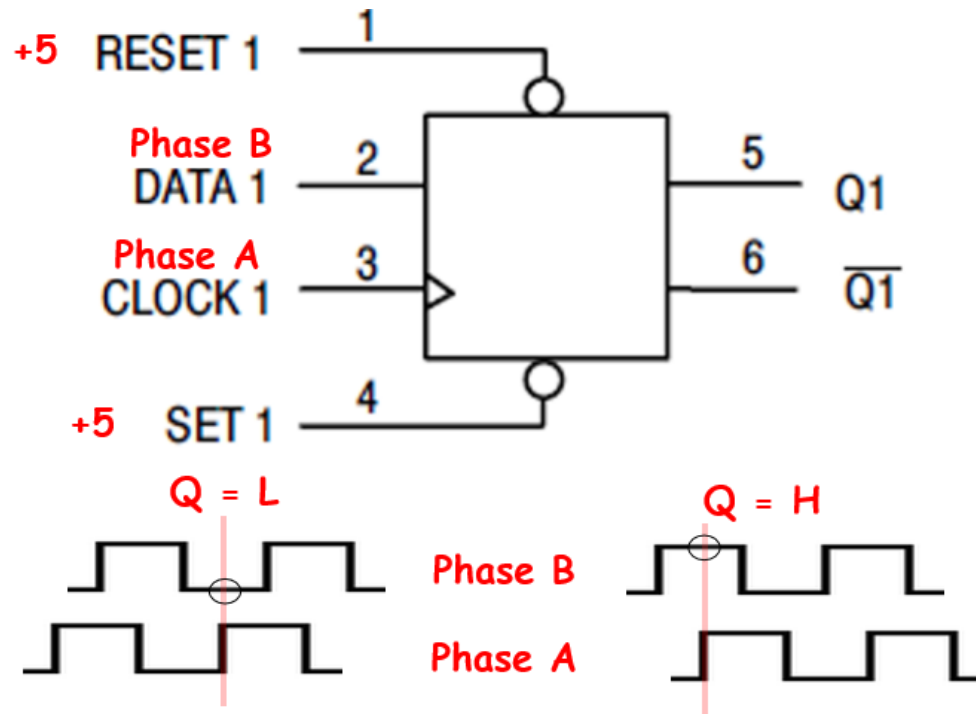 1
+5 RESET 1
Phase B
2
5
DATA 1
Q1
Phase A
3
6
CLOCK 1
Q1
4
+5 SET 1
Q = L
Q = H
Phase B
Phase A